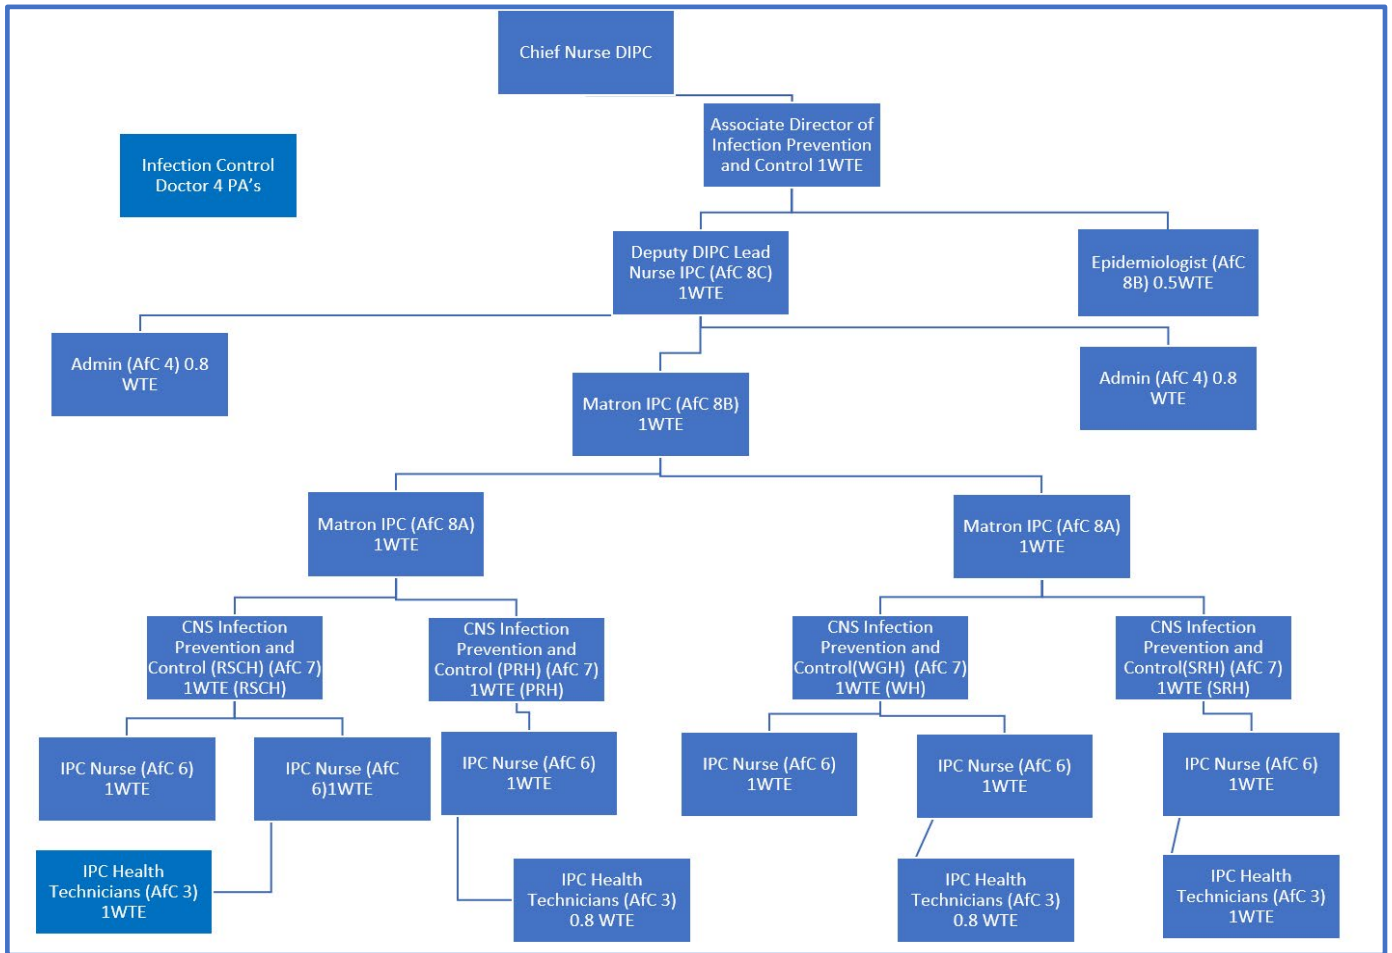 Chief Nurse DIPC
Associate Director of
Infection Prevention
and Control 1WTE
Infection Control
Doctor 4 PA’s
Deputy DIPC Lead
Nurse IPC (AfC 8C)
1WTE
Epidemiologist (AfC
8B) 0.5WTE
Admin (AfC 4) 0.8
WTE
Matron IPC (AfC 8B)
1WTE
Admin (AfC 4) 0.8
WTE
Matron IPC (AfC 8A)
1WTE
Matron IPC (AfC 8A)
1WTE
CNS Infection
Prevention and
Control (RSCH) (AfC 7)
1WTE (RSCH)
CNS Infection
Prevention and
Control (PRH) (AfC 7)
1WTE (PRH)
CNS Infection
Prevention and
Control(WGH) (AfC 7)
1WTE (WH)
CNS Infection
Prevention and
Control(SRH) (AfC 7)
1WTE (SRH)
IPC Nurse (AfC 6)
1WTE
IPC Nurse (AfC
6)1WTE
IPC Nurse (AfC 6)
1WTE
IPC Nurse (AfC 6)
1WTE
IPC Nurse (AfC 6)
1WTE
IPC Nurse (AfC 6)
1WTE
IPC Health
Technicians (AfC 3)
1WTE
IPC Health
Technicians (AfC 3)
0.8 WTE
IPC Health
Technicians (AfC 3)
0.8 WTE
IPC Health
Technicians (AfC 3)
1WTE